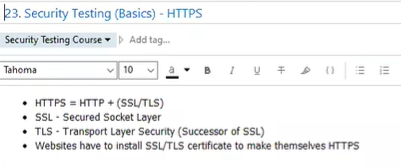 23. Security Testing (Basics) - HTTPS
Security Testing Course Add tag...
Tahoma 10 a B I U T
HTTPS = HTTP + (SSL/TLS)
SSL - Secured Socket Layer
TLS - Transport Layer Security (Successor of SSL)
Websites have to install SSL/TLS certificate to make themselves HTTPS